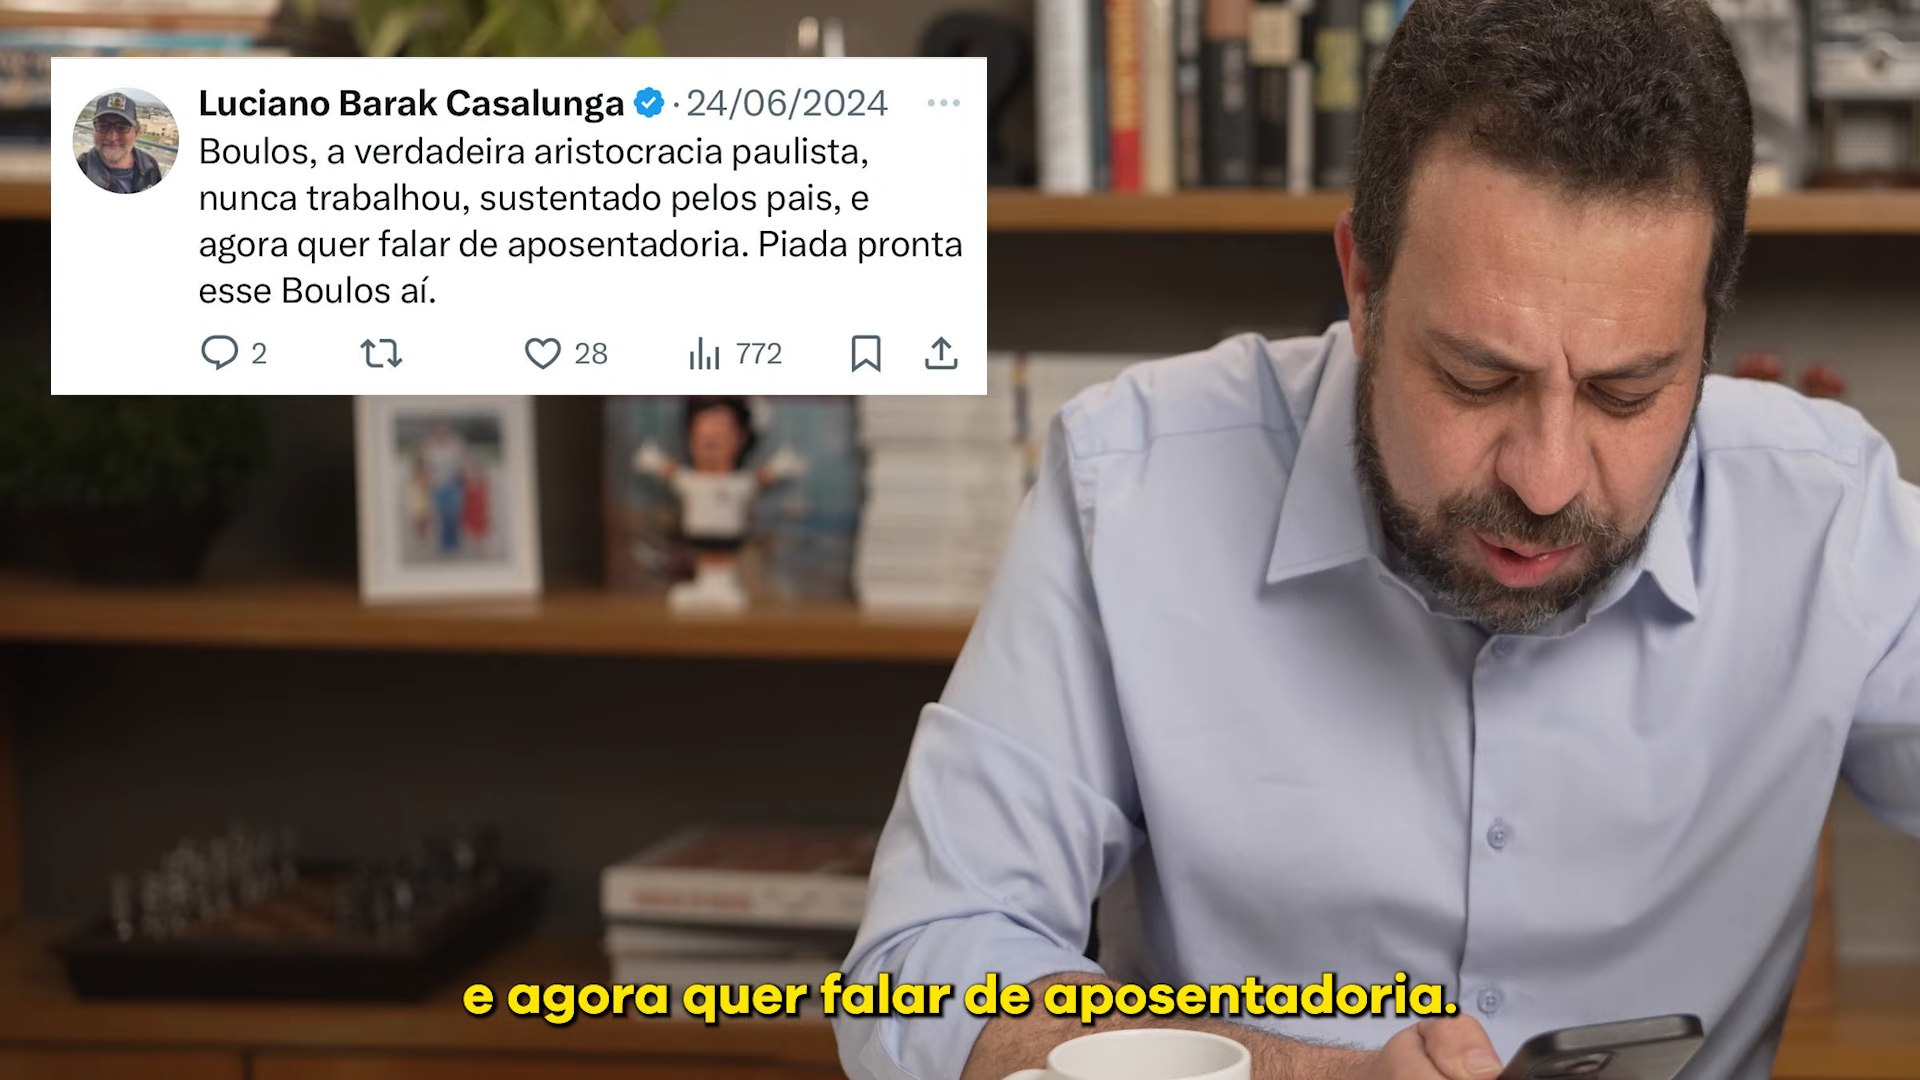 Luciano Barak Casalunga · 24/06/2024
Boulos, a verdadeira aristocracia paulista,
nunca trabalhou, sustentado pelos pais, e
agora quer falar de aposentadoria. Piada pronta
esse Boulos aí.
2 28 772
e agora quer falar de aposentadoria.